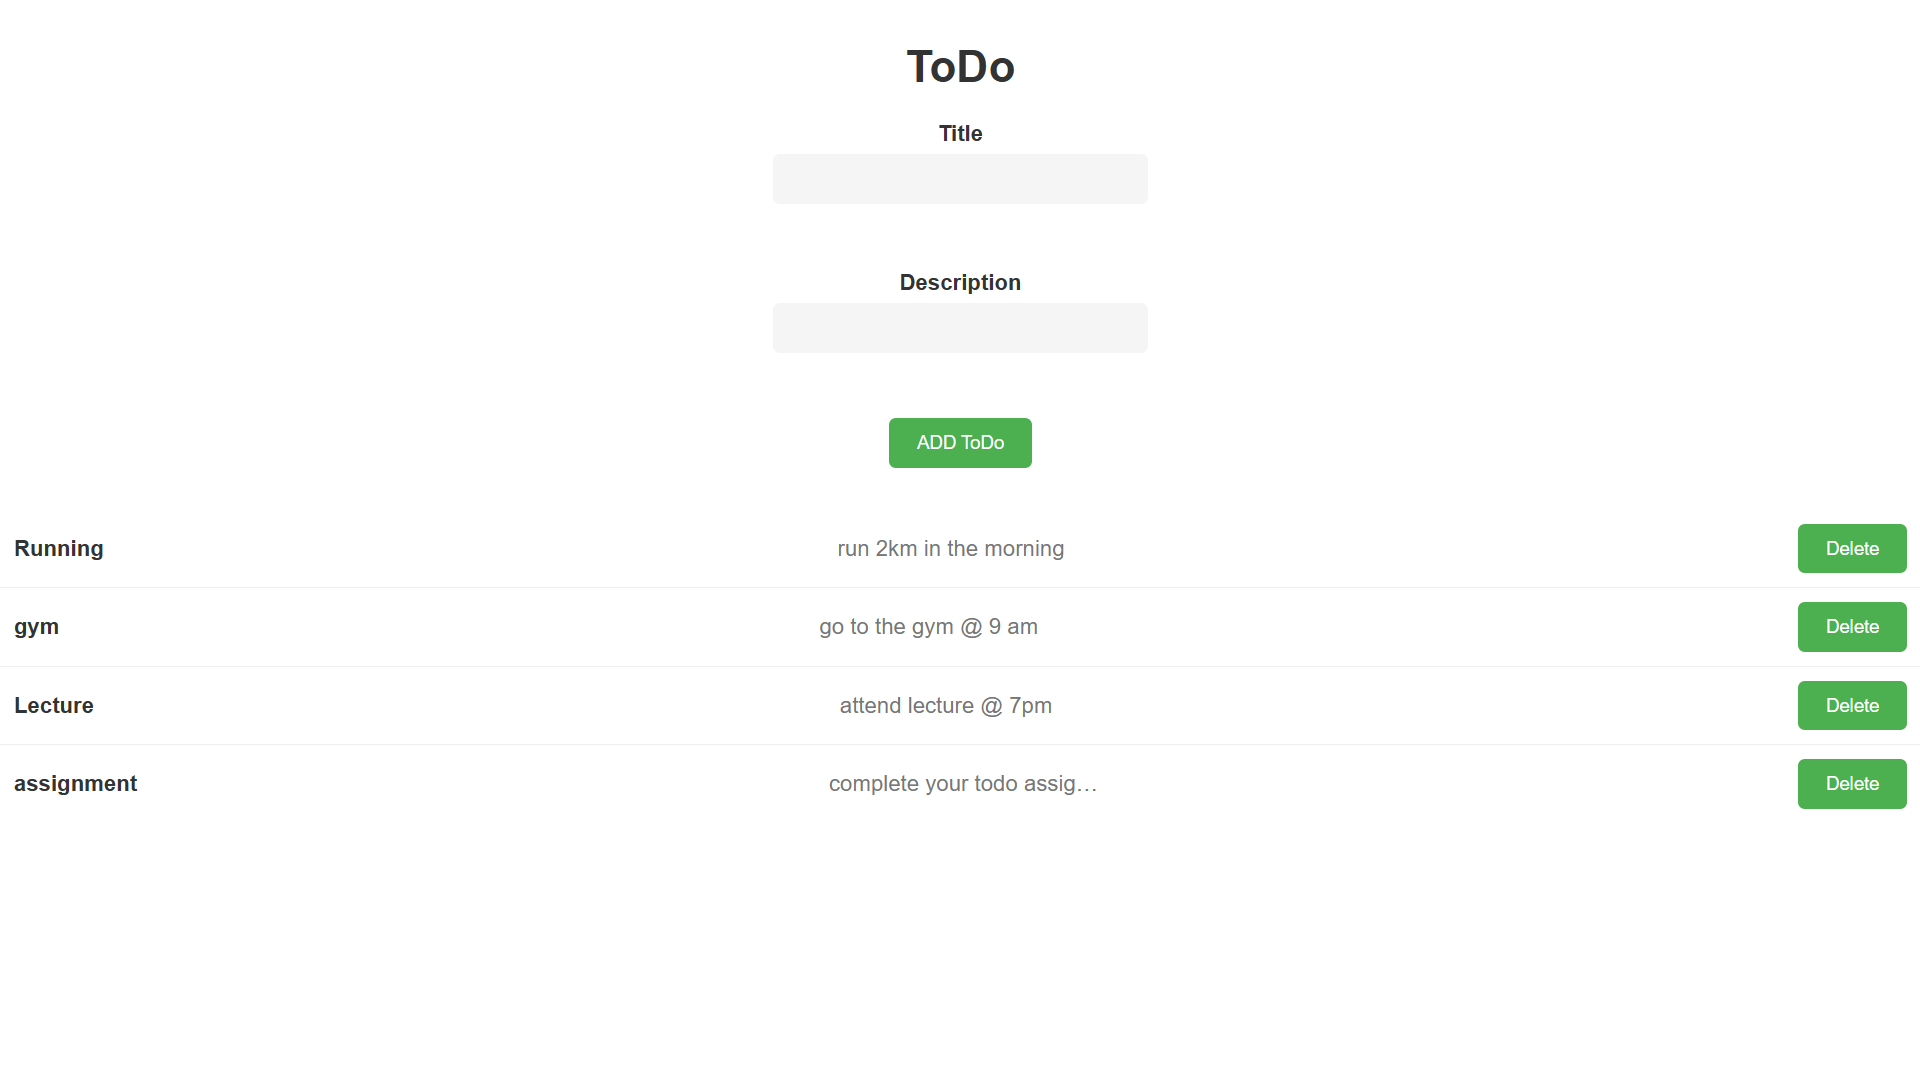 ToDo
Title
Description
ADD ToDo
Running run 2km in the morning Delete
gym go to the gym @ 9 am Delete
Lecture attend lecture @ 7pm Delete
assignment complete your todo assig… Delete